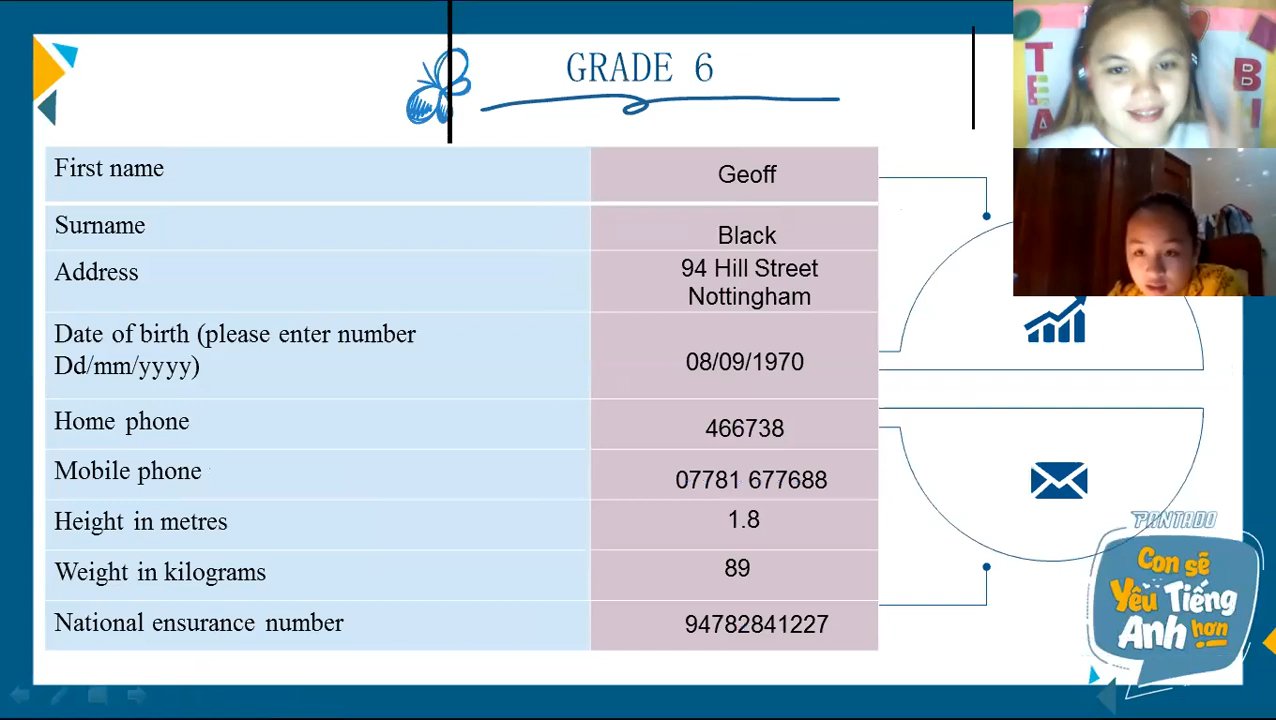 GRADE 6
First name
Geoff
Surname
Black
Address
94 Hill Street
Nottingham
Date of birth (please enter number
Dd/mm/yyyy)
08/09/1970
Home phone
466738
Mobile phone
07781 677688
Height in metres
1.8
Weight in kilograms
89
National ensurance number
94782841227
TEA
BI
PANTADO
Con sẽ
Yêu Tiếng
Anh hơn